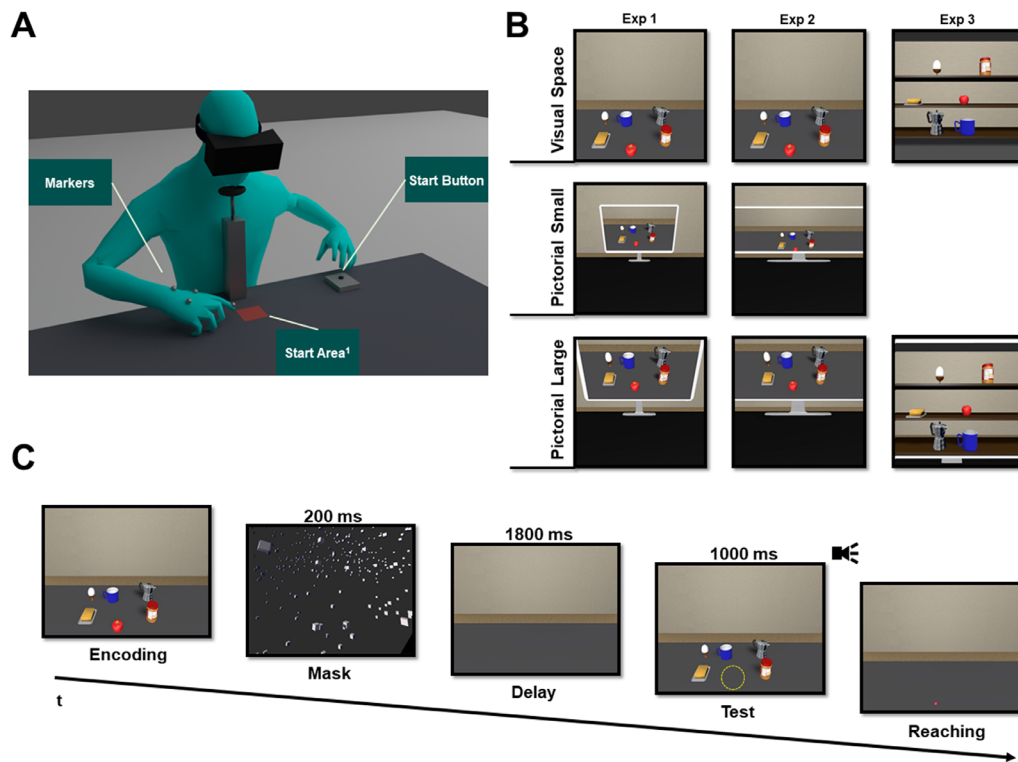 A
Markers
Start Button
Start Area¹
B
Exp 1
Exp 2
Exp 3
Visual Space
Pictorial Small
Pictorial Large
C
200 ms
1800 ms
1000 ms
Encoding
Mask
Delay
Test
Reaching
t